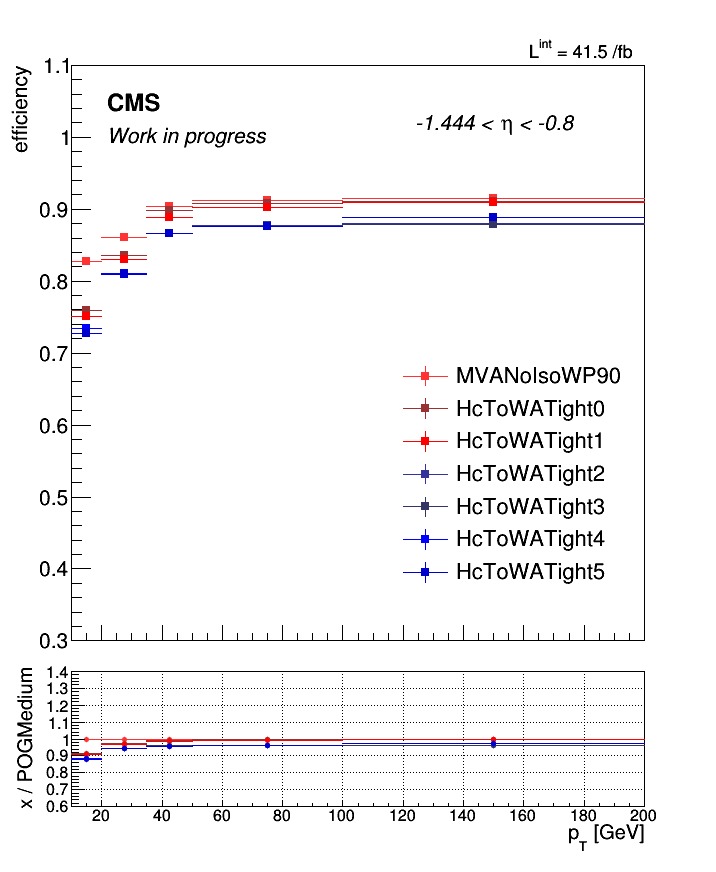 L^int = 41.5 /fb
efficiency
1.1
CMS
Work in progress
-1.444 < η < -0.8
1
0.9
0.8
0.7
0.6
0.5
0.4
0.3
MVANoIsoWP90
HcToWATight0
HcToWATight1
HcToWATight2
HcToWATight3
HcToWATight4
HcToWATight5
x / POGMedium
1.4
1.3
1.2
1.1
1
0.9
0.8
0.7
0.6
20 40 60 80 100 120 140 160 180 200
p_T [GeV]